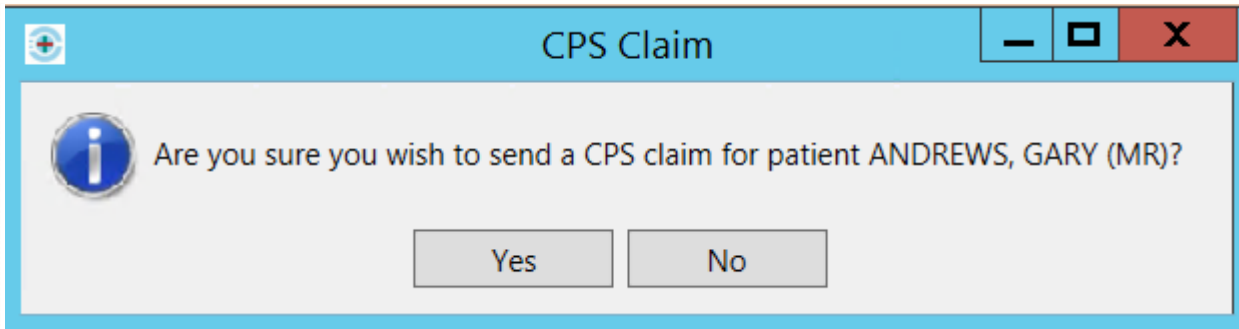 CPS Claim
Are you sure you wish to send a CPS claim for patient ANDREWS, GARY (MR)?
Yes No